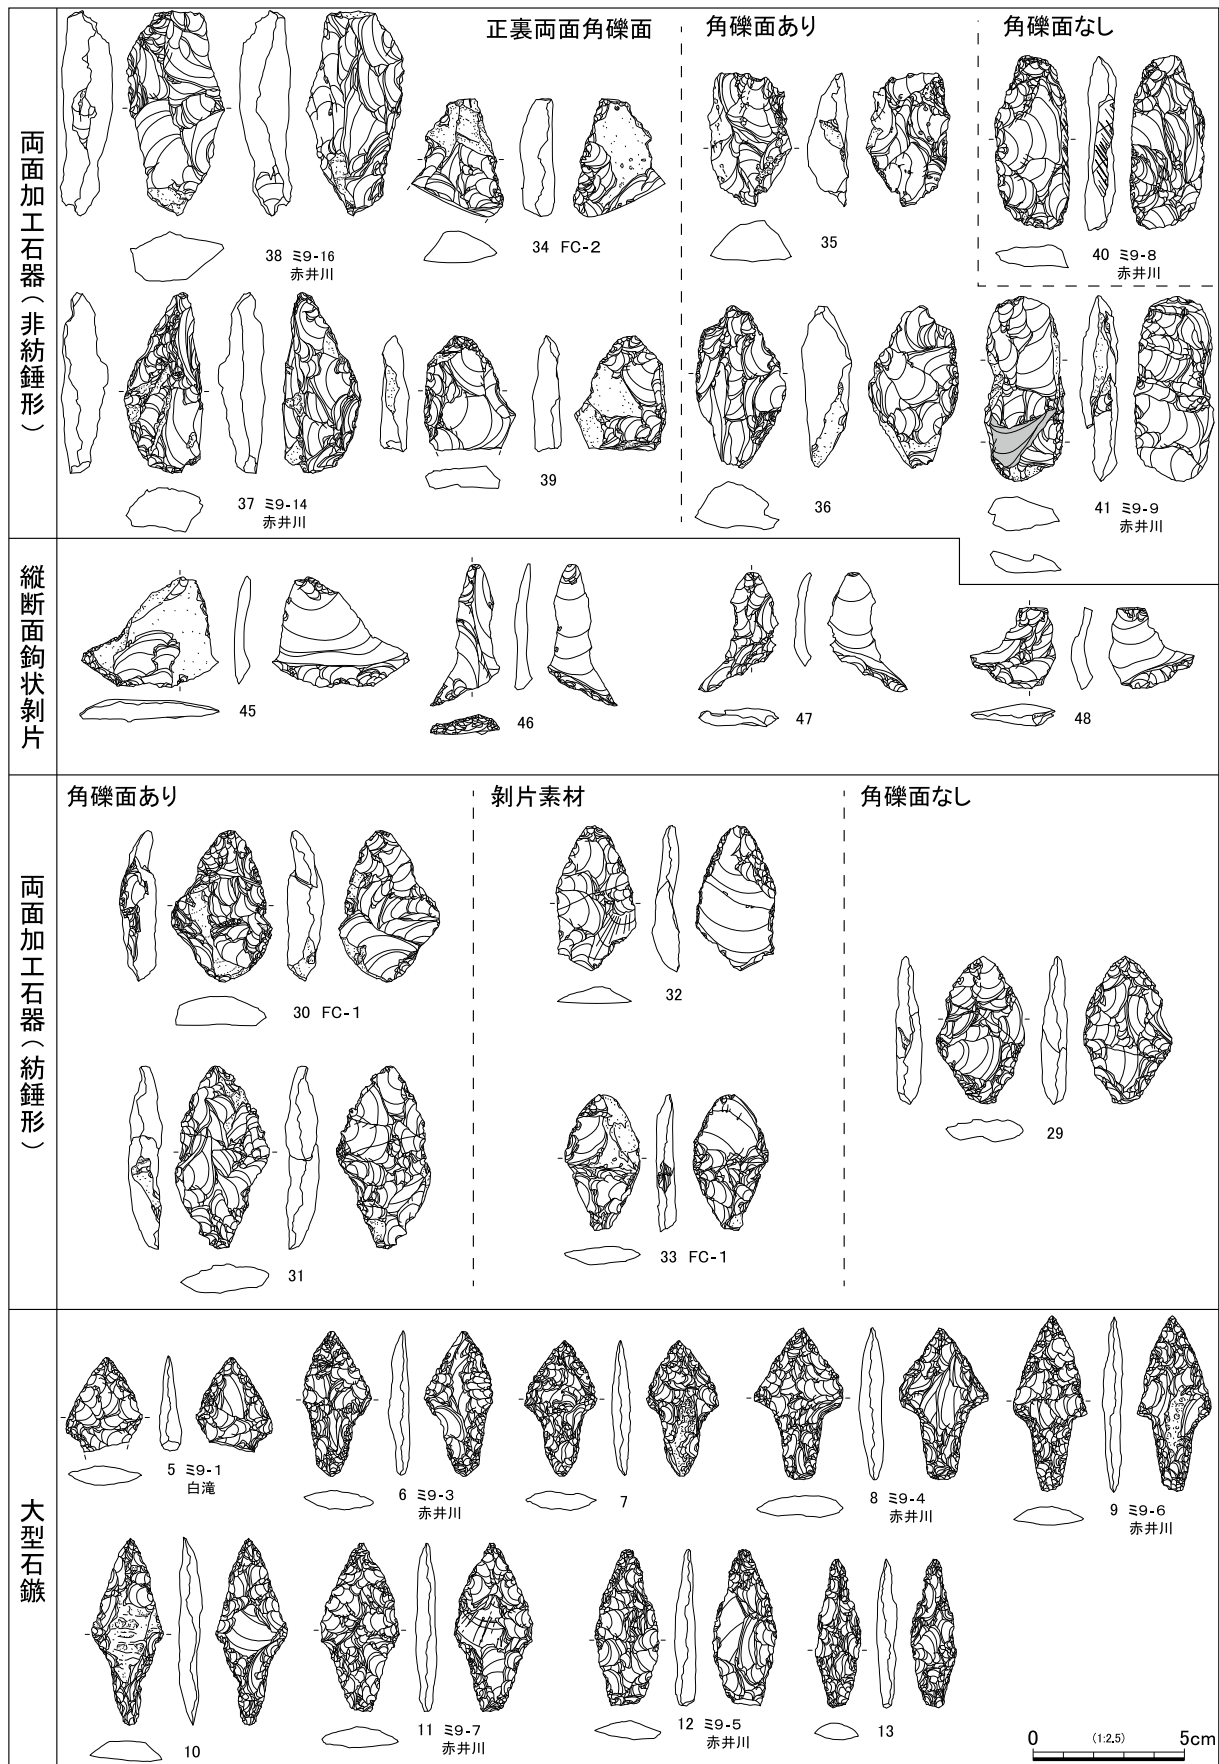 両面加工石器(非紡錘形)
正裏両面角礫面
角礫面あり
角礫面なし
38 ミ9-16
赤井川
34 FC-2
35
40 ミ9-8
赤井川
37 ミ9-14
赤井川
39
36
41 ミ9-9
赤井川
縦断面鉤状剝片
45
46
47
48
両面加工石器(紡錘形)
角礫面あり
剝片素材
角礫面なし
30 FC-1
32
29
31
33 FC-1
大型石鏃
5 ミ9-1
白滝
6 ミ9-3
赤井川
7
8 ミ9-4
赤井川
9 ミ9-6
赤井川
10
11 ミ9-7
赤井川
12 ミ9-5
赤井川
13
0 (1:2.5) 5cm